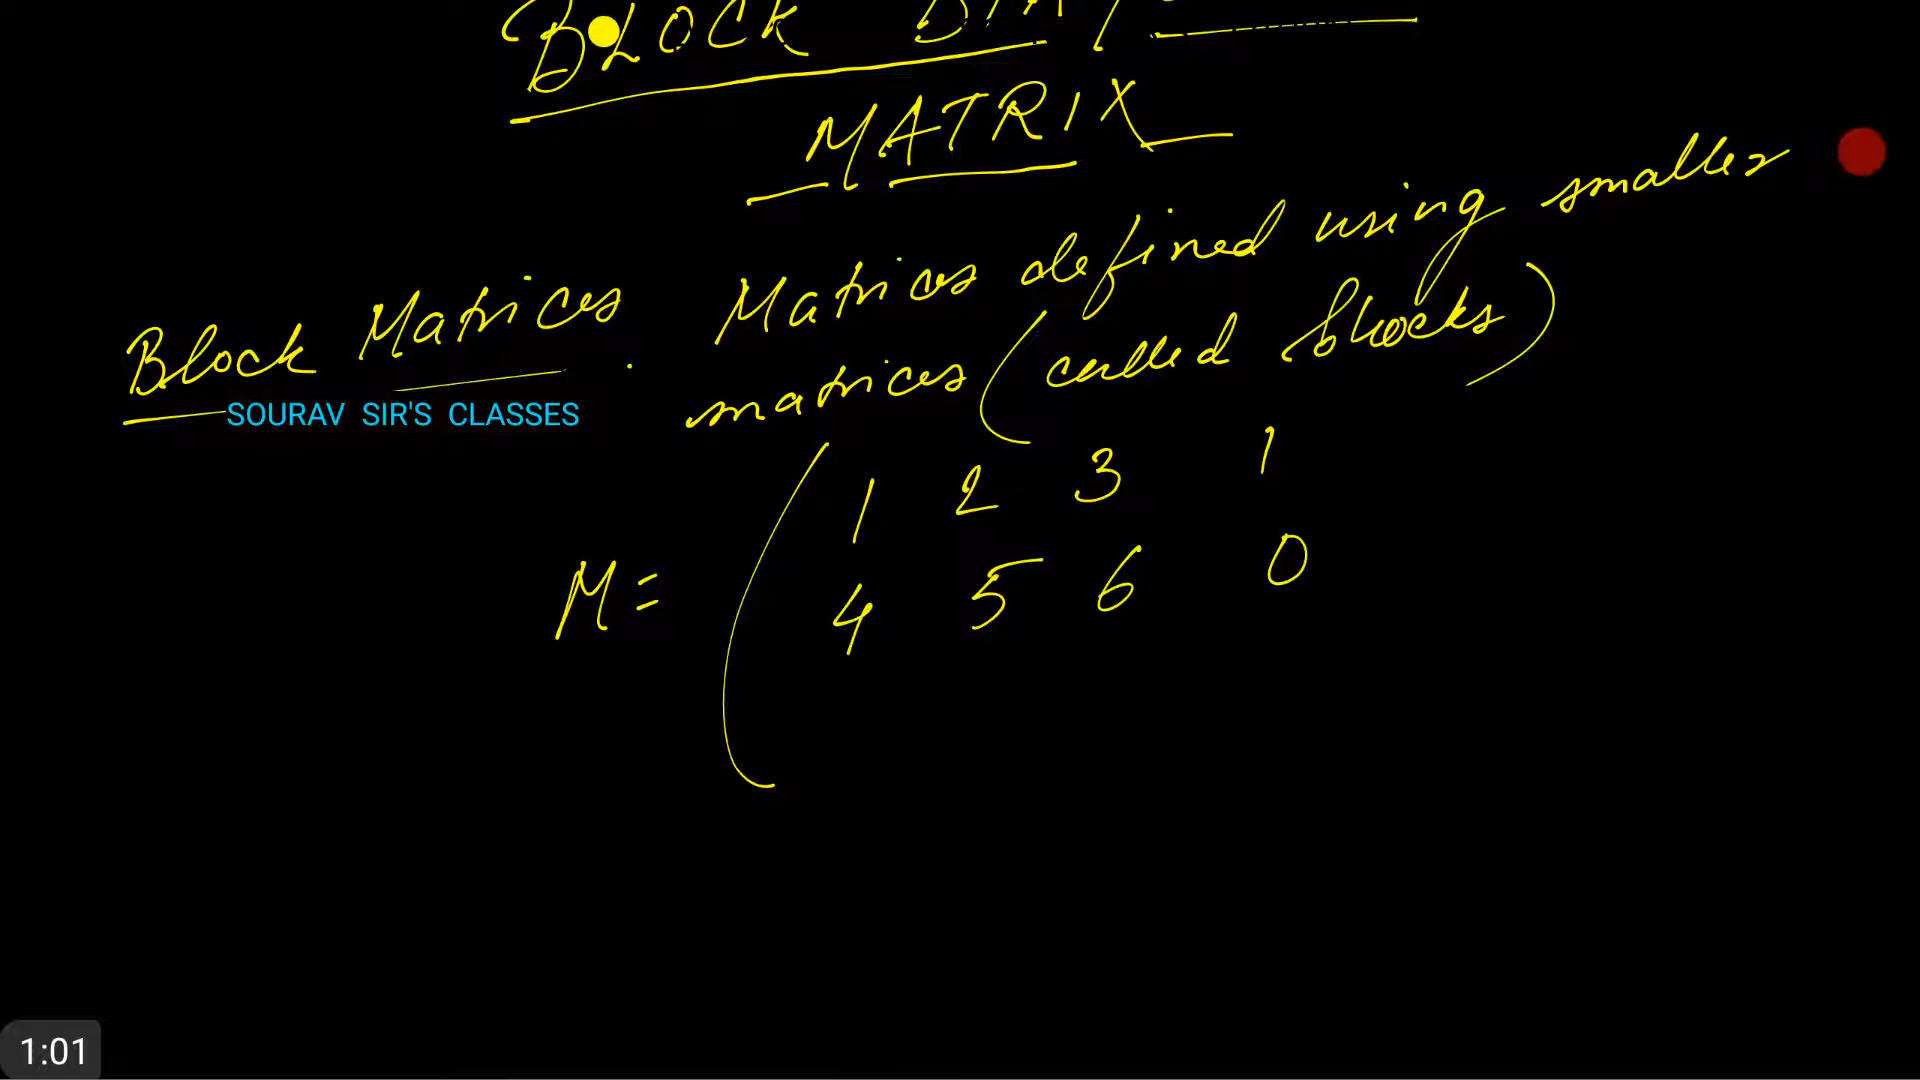 BLOCK
MATRIX
Block Matrices. Matrices defined using smaller
matrices (called blocks)
SOURAV SIR'S CLASSES
M = ( 1 2 3 1
4 5 6 0
1:01